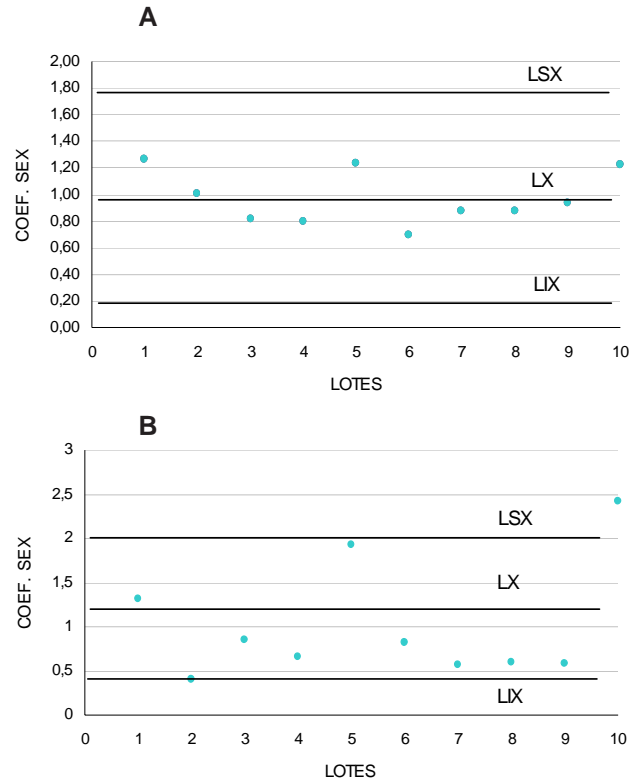 A
2,00
LSX
1,80
1,60
1,40
1,20
LX
1,00
0,80
0,60
0,40
LIX
0,20
0,00
COEF. SEX
0 1 2 3 4 5 6 7 8 9 10
LOTES
B
3
2,5
LSX
2
LX
1,5
1
0,5
LIX
0
COEF. SEX
0 1 2 3 4 5 6 7 8 9 10
LOTES